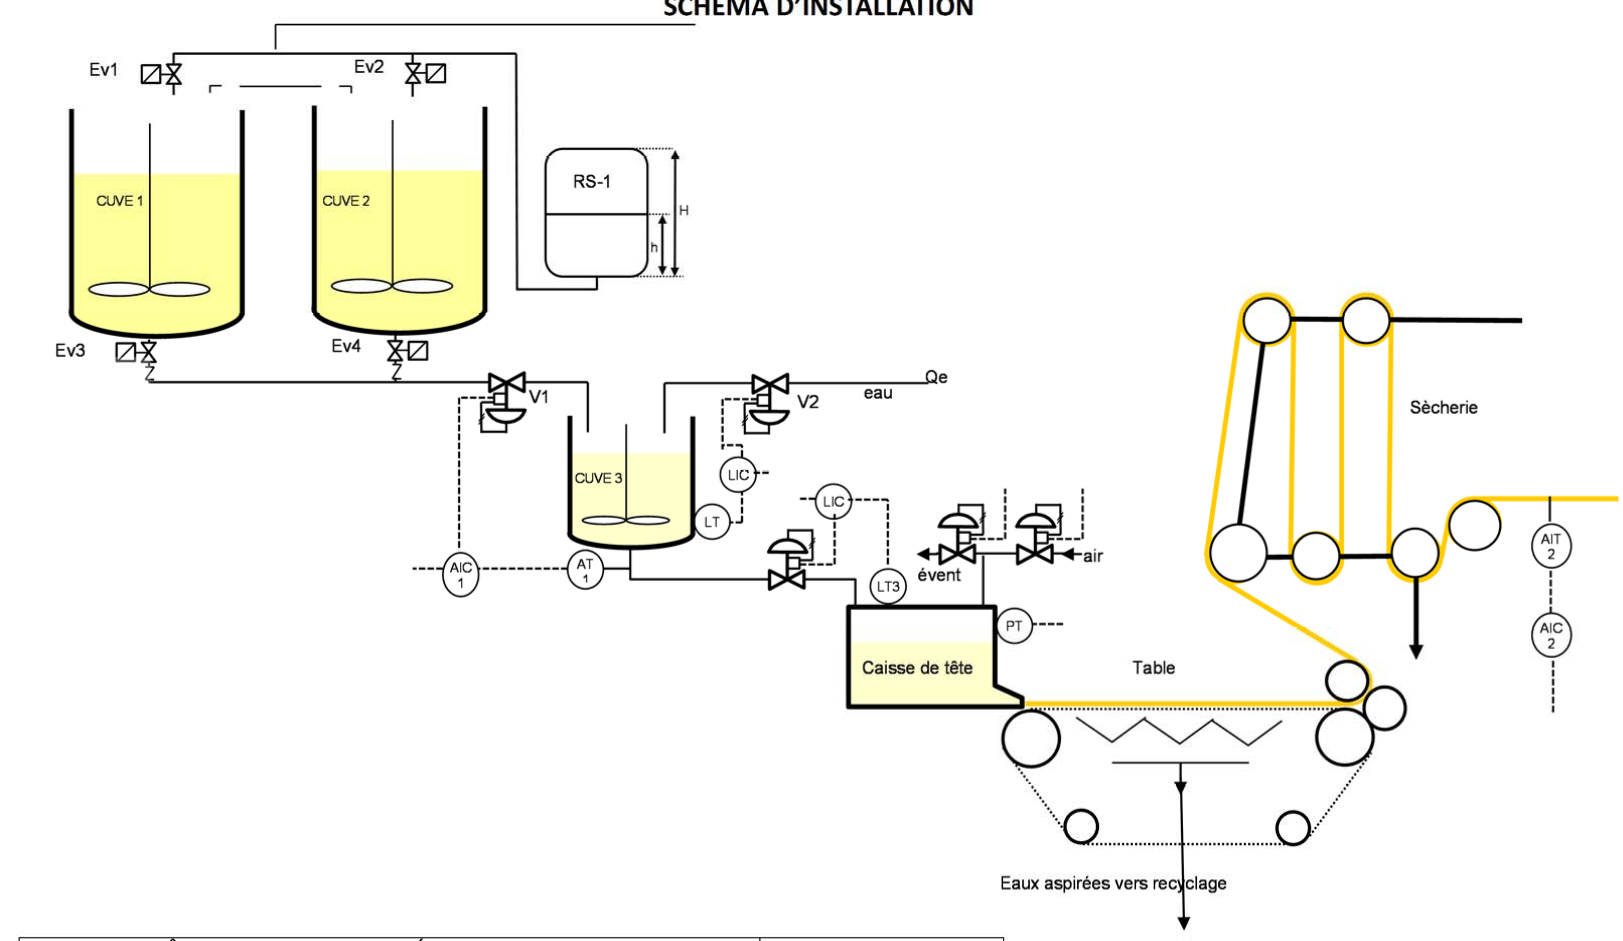 SCHÉMA D'INSTALLATION
Ev1
Ev2
CUVE 1
CUVE 2
RS-1
H
h
Ev3
Ev4
V1
V2
Qe
eau
CUVE 3
LIC
LT
AIC
1
AT
1
LIC
LT3
évent
air
PT
Caisse de tête
Table
Sècherie
AIT
2
AIC
2
Eaux aspirées vers recyclage